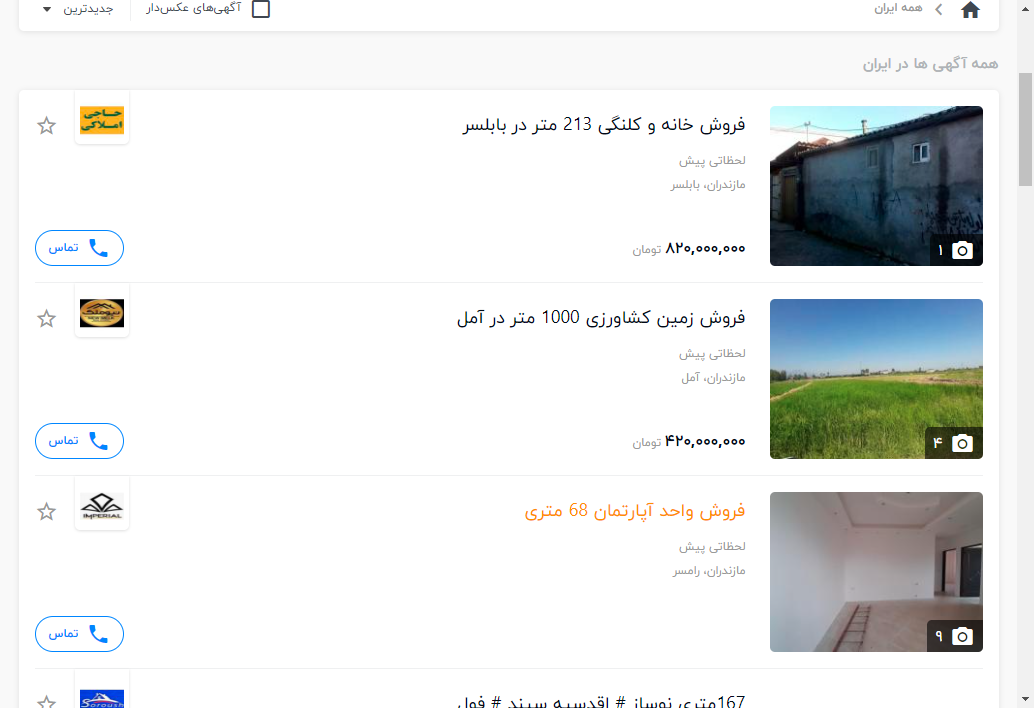 همه ایران
آگهی‌های عکس‌دار
جدیدترین
همه آگهی ها در ایران
فروش خانه و کلنگی 213 متر در بابلسر
لحظاتی پیش
مازندران، بابلسر
۸۲۰,۰۰۰,۰۰۰ تومان
۱
حاجی
املاکی
تماس
فروش زمین کشاورزی 1000 متر در آمل
لحظاتی پیش
مازندران، آمل
۴۲۰,۰۰۰,۰۰۰ تومان
۴
تماس
فروش واحد آپارتمان 68 متری
لحظاتی پیش
مازندران، رامسر
۹
IMPERIAL
تماس
167متری نوساز # اقدسیه سپند # فول
Soroush